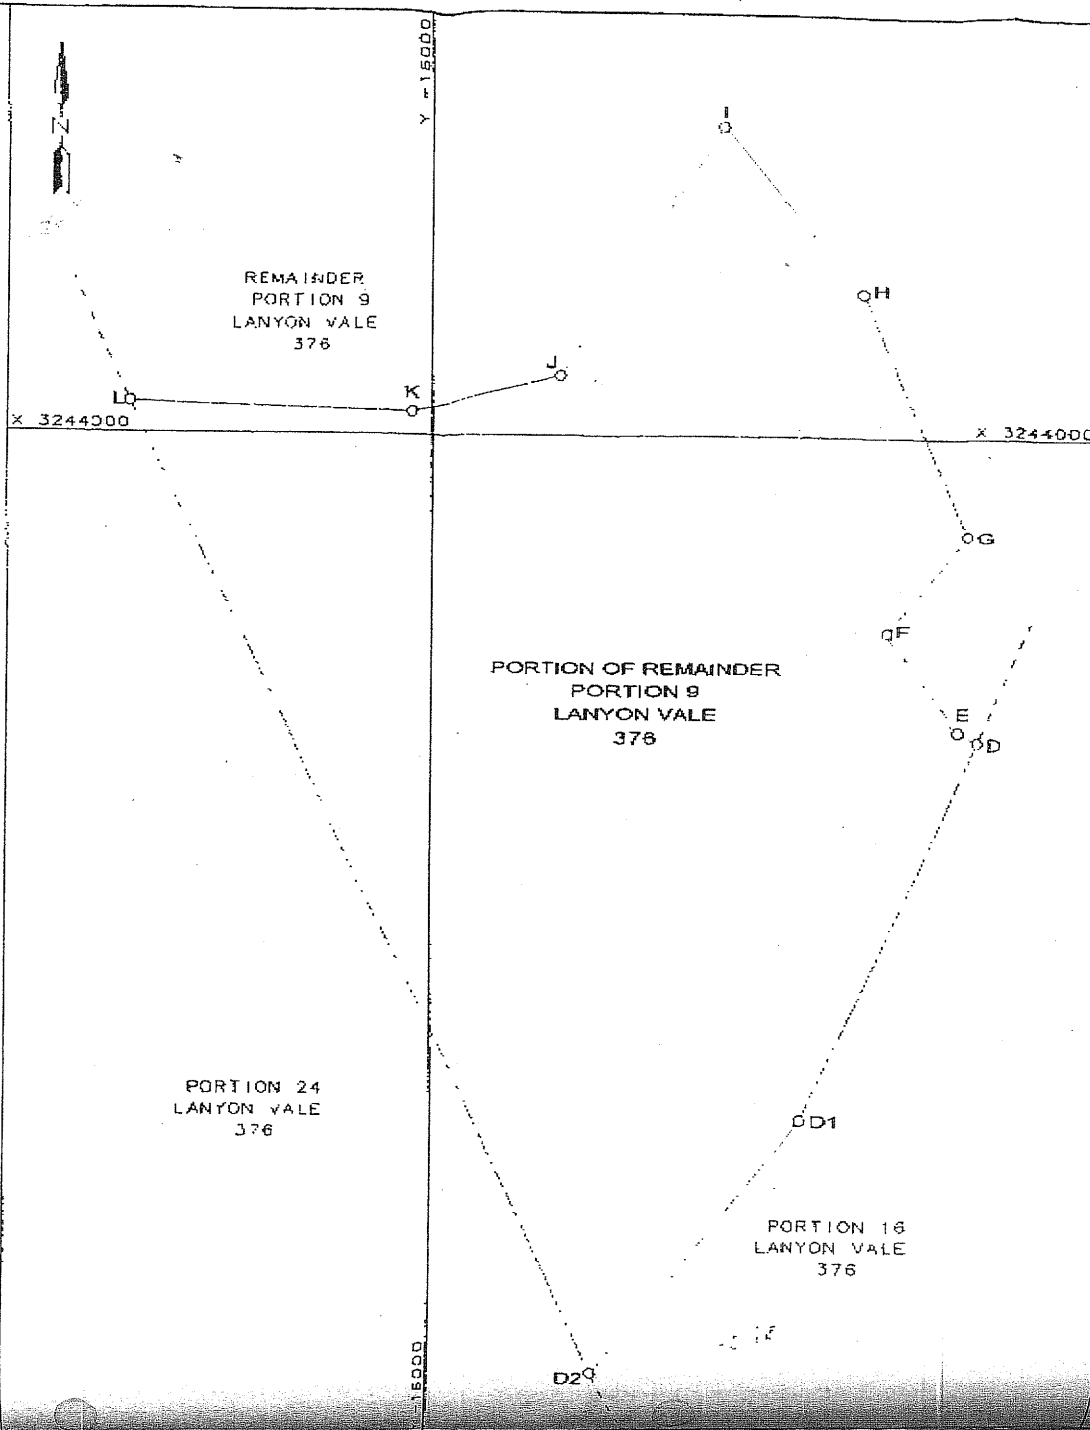 Y -15000
N
I
H
REMAINDER
PORTION 9
LANYON VALE
376
J
K
L
X 3244000
X 3244000
G
F
PORTION OF REMAINDER
PORTION 9
LANYON VALE
376
E
D
PORTION 24
LANYON VALE
376
D1
PORTION 16
LANYON VALE
376
D2
-15000